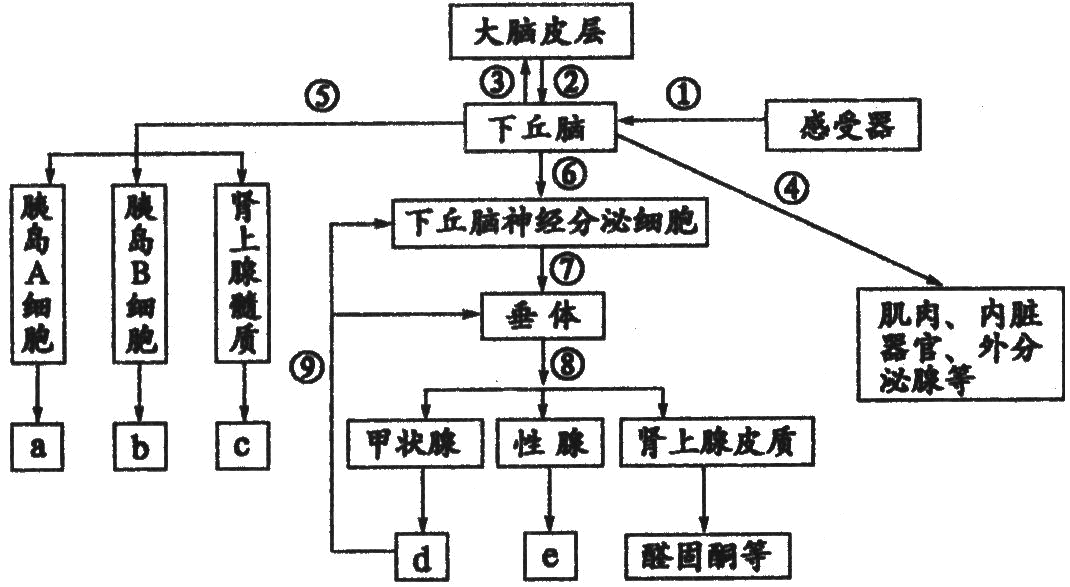 大脑皮层
③
②
⑤
①
下丘脑
感受器
⑥
④
胰岛A细胞
胰岛B细胞
肾上腺髓质
下丘脑神经分泌细胞
⑦
垂体
肌肉、内脏
器官、外分
泌腺等
⑨
⑧
a
b
c
甲状腺
性腺
肾上腺皮质
d
e
醛固酮等